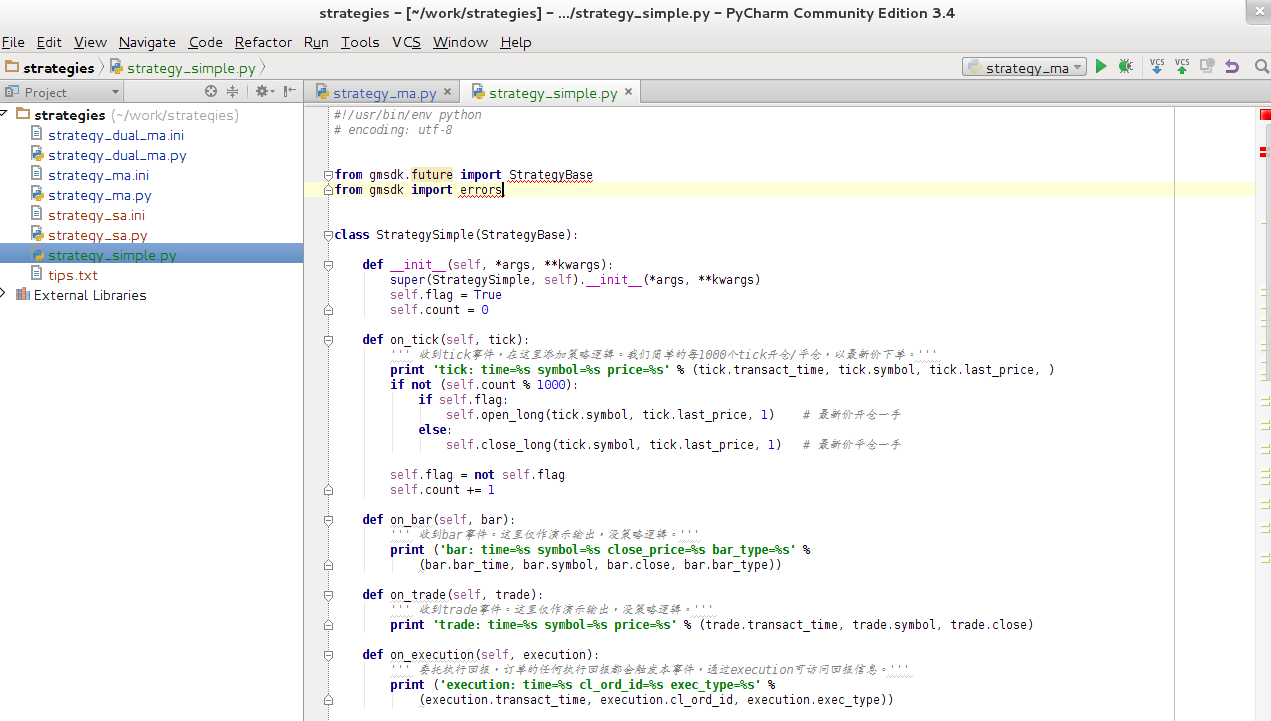 strategies – [~/work/strategies] – .../strategy_simple.py – PyCharm Community Edition 3.4
File Edit View Navigate Code Refactor Run Tools VCS Window Help
strategies strategy_simple.py strategy_ma VCS VCS
Project strategy_ma.py strategy_simple.py
strategies (~/work/strategies)
strategy_dual_ma.ini
strategy_dual_ma.py
strategy_ma.ini
strategy_ma.py
strategy_sa.ini
strategy_sa.py
strategy_simple.py
tips.txt
External Libraries
#!/usr/bin/env python
# encoding: utf-8
from gmsdk.future import StrategyBase
from gmsdk import errors
class StrategySimple(StrategyBase):
def __init__(self, *args, **kwargs):
super(StrategySimple, self).__init__(*args, **kwargs)
self.flag = True
self.count = 0
def on_tick(self, tick):
''' 收到tick事件，在这里添加策略逻辑。我们简单的每1000个tick开仓/平仓，以最新价下单。'''
print 'tick: time=%s symbol=%s price=%s' % (tick.transact_time, tick.symbol, tick.last_price, )
if not (self.count % 1000):
if self.flag:
self.open_long(tick.symbol, tick.last_price, 1) # 最新价开仓一手
else:
self.close_long(tick.symbol, tick.last_price, 1) # 最新价平仓一手
self.flag = not self.flag
self.count += 1
def on_bar(self, bar):
''' 收到bar事件。这里仅作演示输出，没策略逻辑。'''
print ('bar: time=%s symbol=%s close_price=%s bar_type=%s' %
(bar.bar_time, bar.symbol, bar.close, bar.bar_type))
def on_trade(self, trade):
''' 收到trade事件。这里仅作演示输出，没策略逻辑。'''
print 'trade: time=%s symbol=%s price=%s' % (trade.transact_time, trade.symbol, trade.close)
def on_execution(self, execution):
''' 委托执行回报，订单的任何执行回报都会触发本事件，通过execution可访问回报信息。'''
print ('execution: time=%s cl_ord_id=%s exec_type=%s' %
(execution.transact_time, execution.cl_ord_id, execution.exec_type))